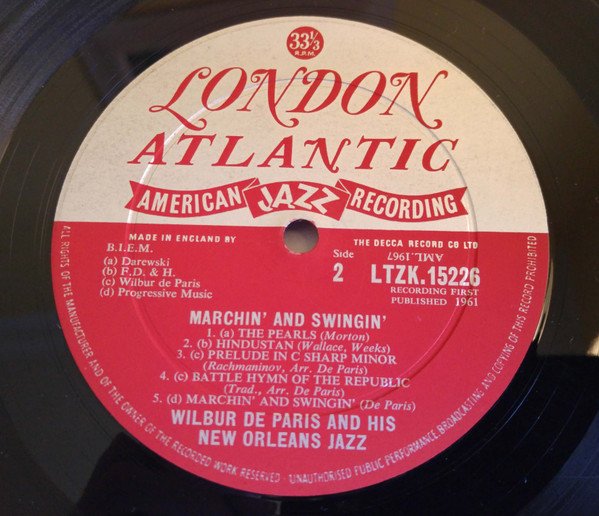 33⅓
R.P.M.
LONDON
ATLANTIC
AMERICAN JAZZ RECORDING
MADE IN ENGLAND BY
THE DECCA RECORD CO LTD
B.I.E.M.
(a) Darewski
(b) F.D. & H.
(c) Wilbur de Paris
(d) Progressive Music
Side
2
AML.1967
LTZK.15226
RECORDING FIRST
PUBLISHED 1961
MARCHIN' AND SWINGIN'
1. (a) THE PEARLS (Morton)
2. (b) HINDUSTAN (Wallace, Weeks)
3. (c) PRELUDE IN C SHARP MINOR
(Rachmaninov, Arr. De Paris)
4. (c) BATTLE HYMN OF THE REPUBLIC
(Trad., Arr. De Paris)
5. (d) MARCHIN' AND SWINGIN' (De Paris)
WILBUR DE PARIS AND HIS
NEW ORLEANS JAZZ
ALL RIGHTS OF THE MANUFACTURER AND OF THE OWNER OF THE RECORDED WORK RESERVED - UNAUTHORISED PUBLIC PERFORMANCE BROADCASTING AND COPYING OF THIS RECORD PROHIBITED